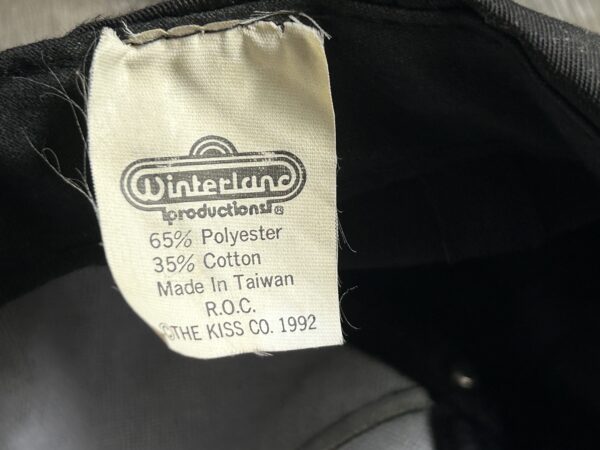 Winterland
productions®
65% Polyester
35% Cotton
Made In Taiwan
R.O.C.
©THE KISS CO. 1992